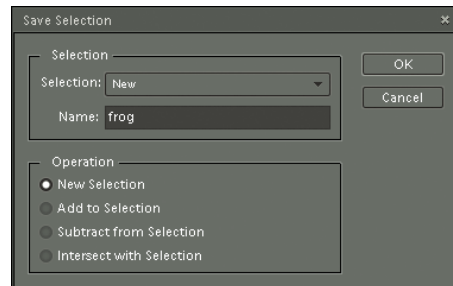 Save Selection
Selection
Selection: New
Name: frog
OK
Cancel
Operation
New Selection
Add to Selection
Subtract from Selection
Intersect with Selection